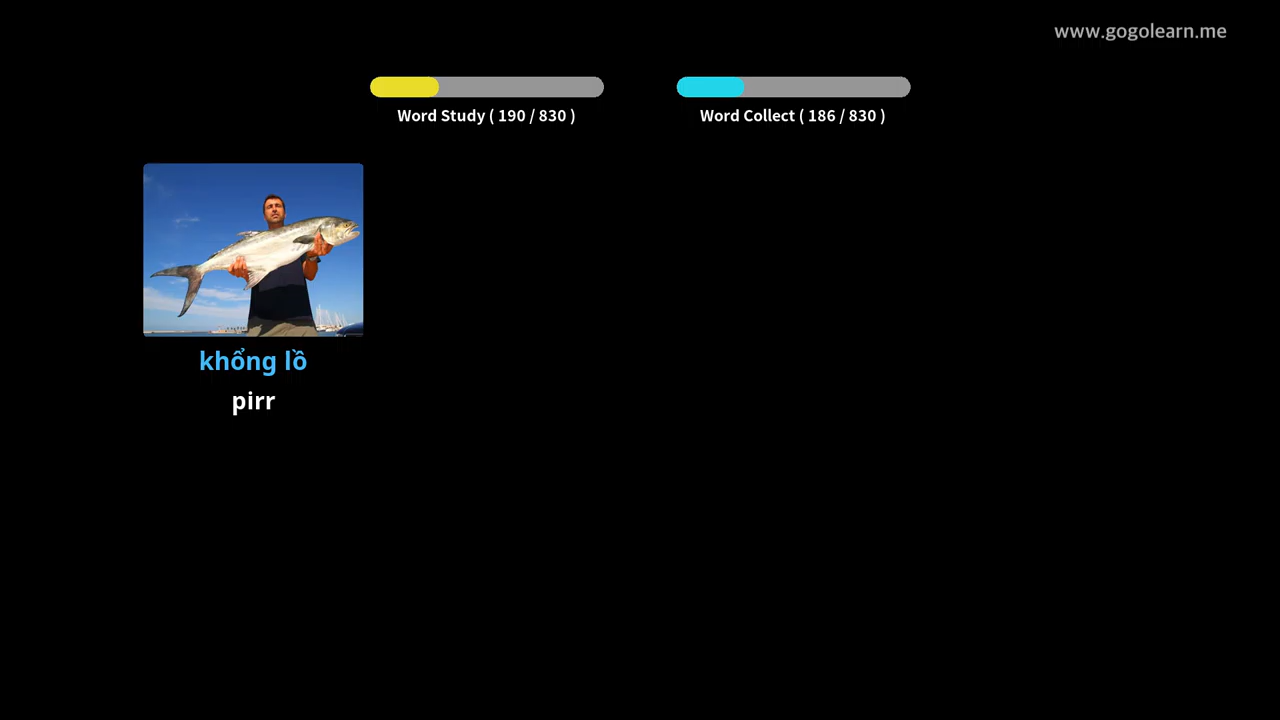 www.gogolearn.me
Word Study ( 190 / 830 )
Word Collect ( 186 / 830 )
khổng lồ
pirr